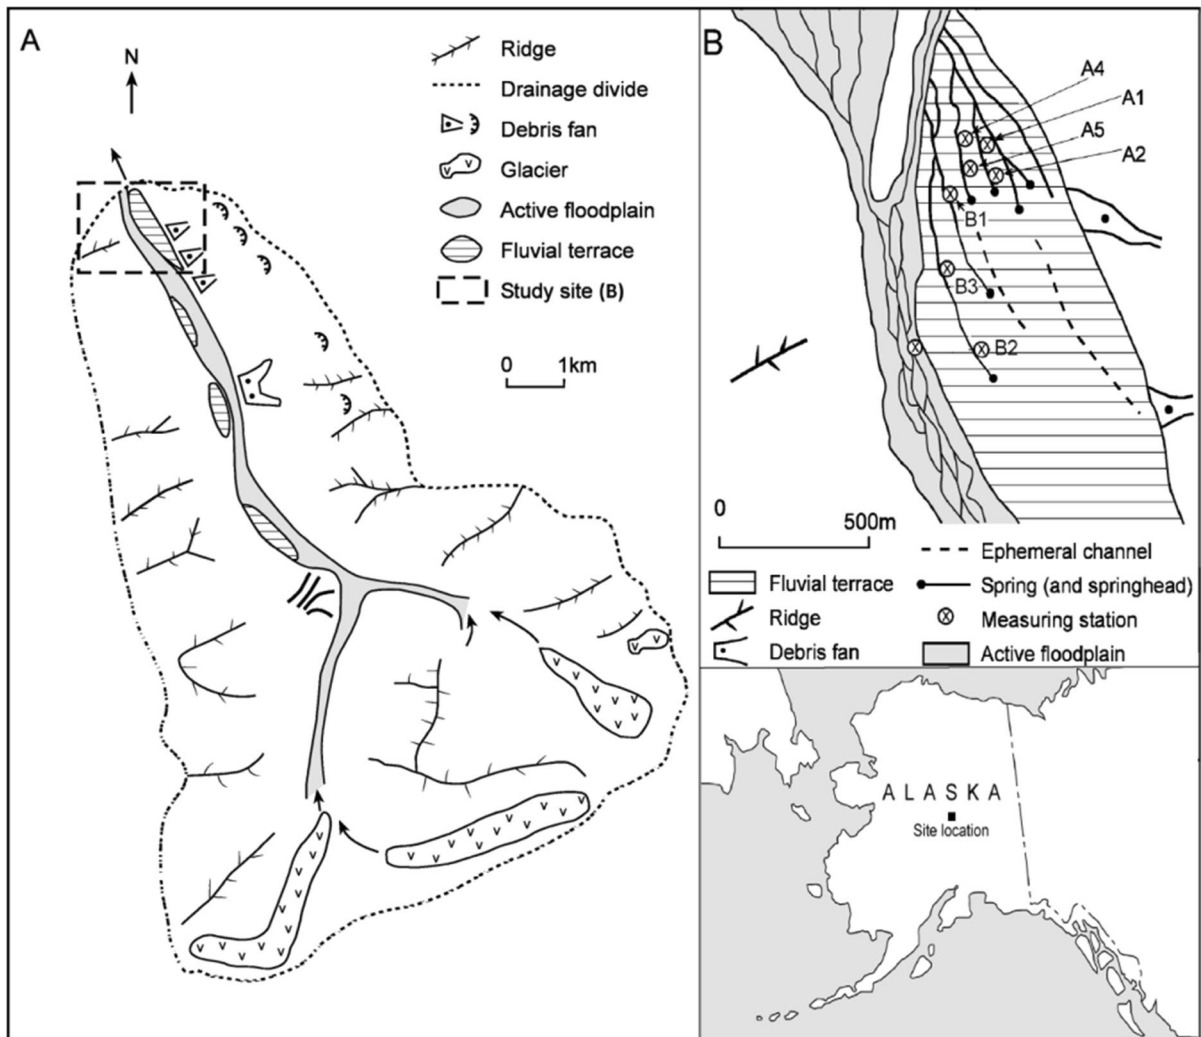 A
N
Ridge
Drainage divide
Debris fan
Glacier
Active floodplain
Fluvial terrace
Study site (B)
0 1km
B
A4
A1
A5
A2
B1
B3
B2
0 500m
Ephemeral channel
Fluvial terrace
Spring (and springhead)
Ridge
Measuring station
Debris fan
Active floodplain
ALASKA
Site location